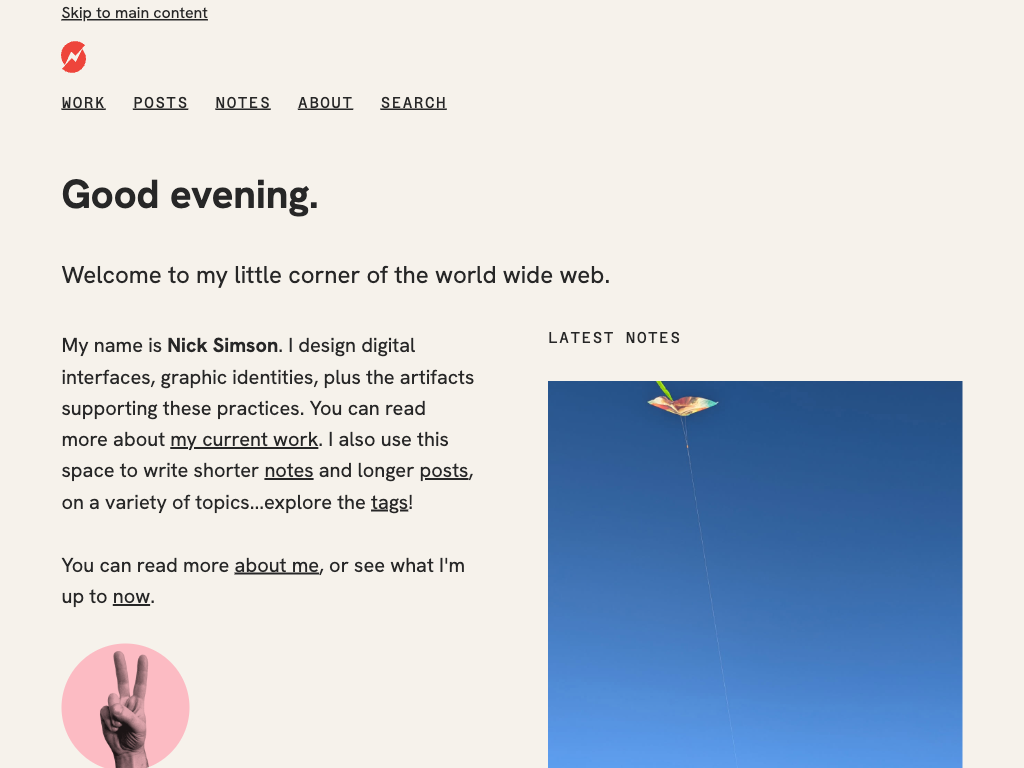 Skip to main content
WORK POSTS NOTES ABOUT SEARCH
Good evening.
Welcome to my little corner of the world wide web.
My name is Nick Simson. I design digital
interfaces, graphic identities, plus the artifacts
supporting these practices. You can read
more about my current work. I also use this
space to write shorter notes and longer posts,
on a variety of topics...explore the tags!
You can read more about me, or see what I'm
up to now.
LATEST NOTES